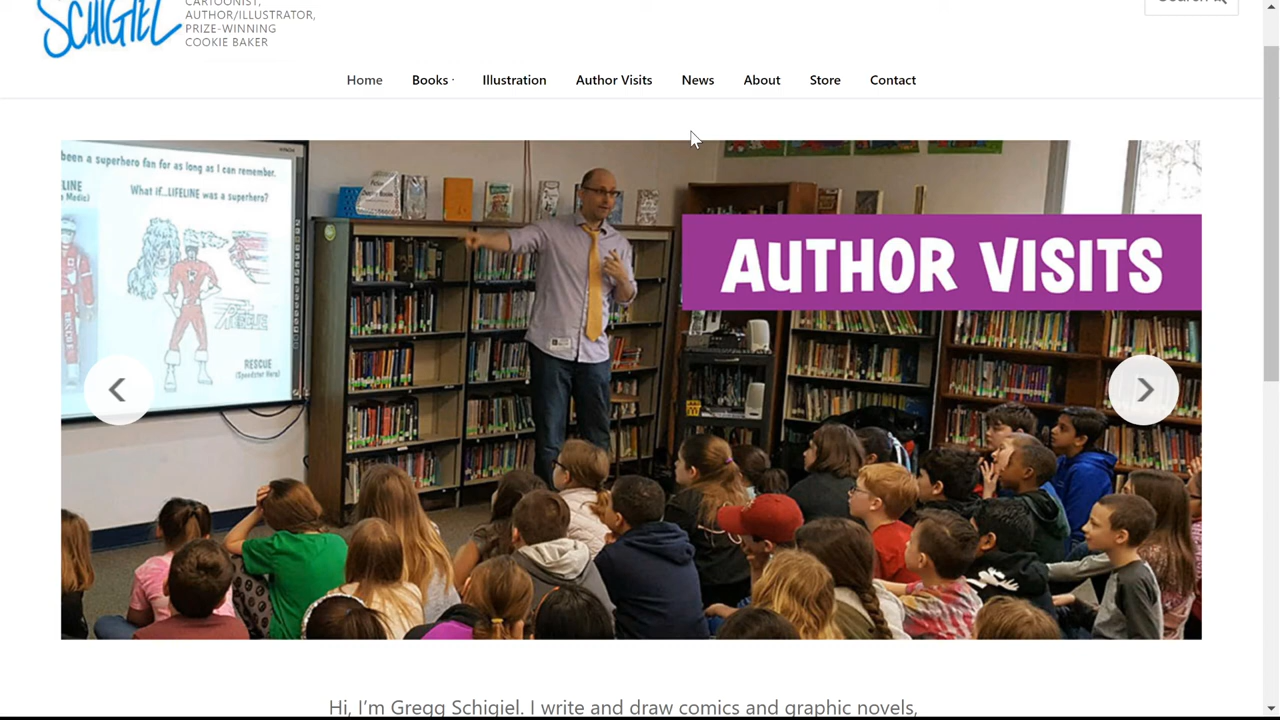 SCHIGIEL
CARTOONIST,
AUTHOR/ILLUSTRATOR,
PRIZE-WINNING
COOKIE BAKER
Home Books Illustration Author Visits News About Store Contact
been a superhero fan for as long as I can remember.
What if...LIFELINE was a superhero?
RESCUE
AUTHOR VISITS
Hi, I'm Gregg Schigiel. I write and draw comics and graphic novels,